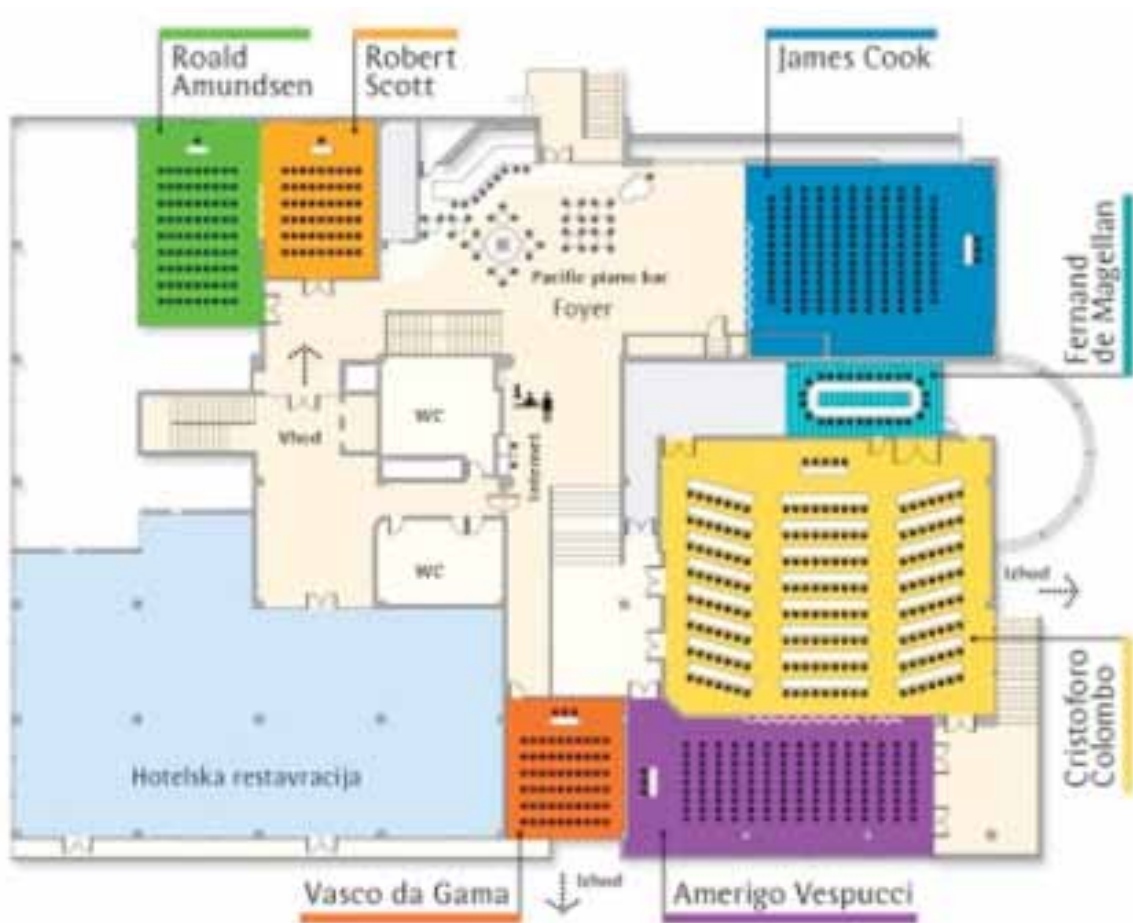 Roald
Amundsen
Robert
Scott
James Cook
Fernand
de Magellan
Pacific piano bar
Foyer
WC
Vhod
Internet
WC
Izhod
Cristoforo
Colombo
Hotelska restavracija
Vasco da Gama
Izhod
Amerigo Vespucci